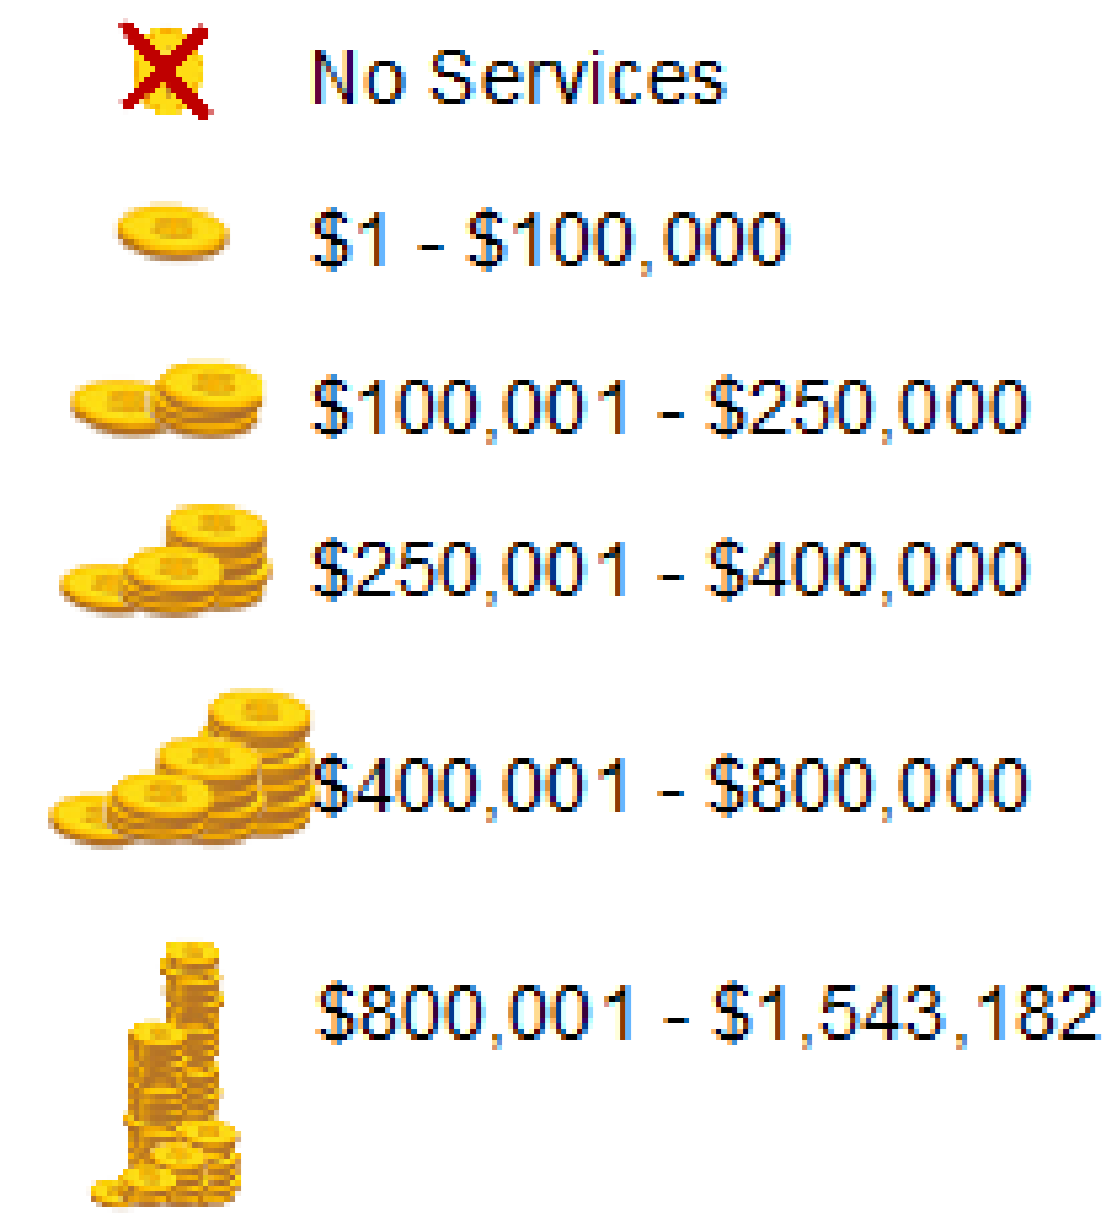 No Services
$1 - $100,000
$100,001 - $250,000
$250,001 - $400,000
$400,001 - $800,000
$800,001 - $1,543,182